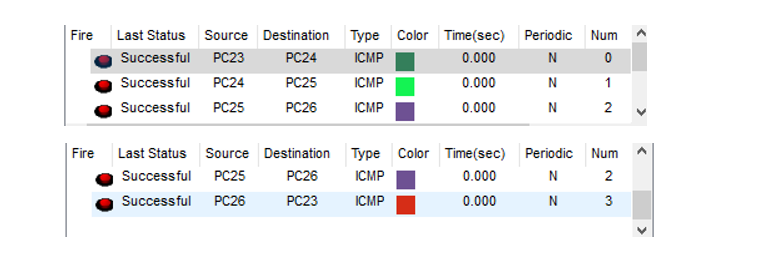 Fire Last Status Source Destination Type Color Time(sec) Periodic Num
Successful PC23 PC24 ICMP 0.000 N 0
Successful PC24 PC25 ICMP 0.000 N 1
Successful PC25 PC26 ICMP 0.000 N 2
Fire Last Status Source Destination Type Color Time(sec) Periodic Num
Successful PC25 PC26 ICMP 0.000 N 2
Successful PC26 PC23 ICMP 0.000 N 3